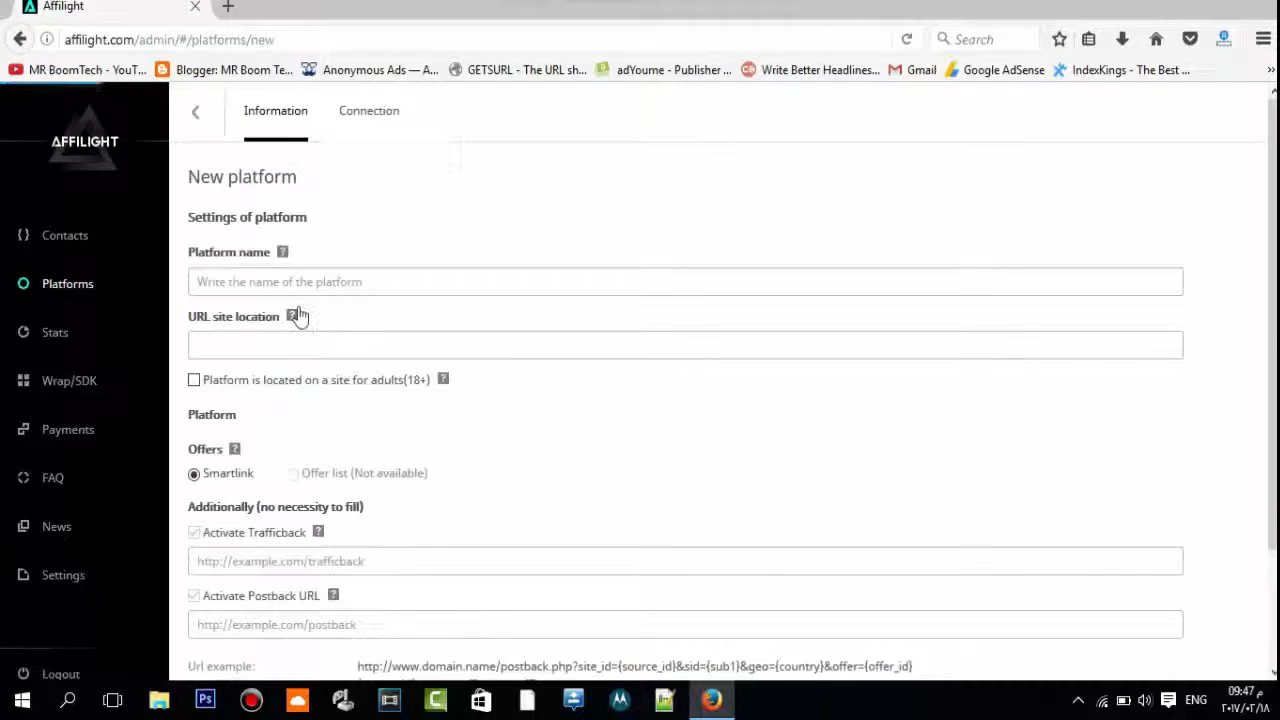 Affilight
affilight.com/admin/#/platforms/new
Search
MR BoomTech - YouT...
Blogger: MR Boom Te...
Anonymous Ads — A...
GETSURL - The URL sh...
adYoume - Publisher ...
Write Better Headlines...
Gmail
Google AdSense
IndexKings - The Best ...
AFFILIGHT
Contacts
Platforms
Stats
Wrap/SDK
Payments
FAQ
News
Settings
Logout
Information
Connection
New platform
Settings of platform
Platform name ?
Write the name of the platform
URL site location ?
Platform is located on a site for adults(18+) ?
Platform
Offers ?
Smartlink
Offer list (Not available)
Additionally (no necessity to fill)
Activate Trafficback ?
http://example.com/trafficback
Activate Postback URL ?
http://example.com/postback
Url example:
http://www.domain.name/postback.php?site_id={source_id}&sid={sub1}&geo={country}&offer={offer_id}
ENG
09:47 م
٢٠١٧/٠٢/١٨